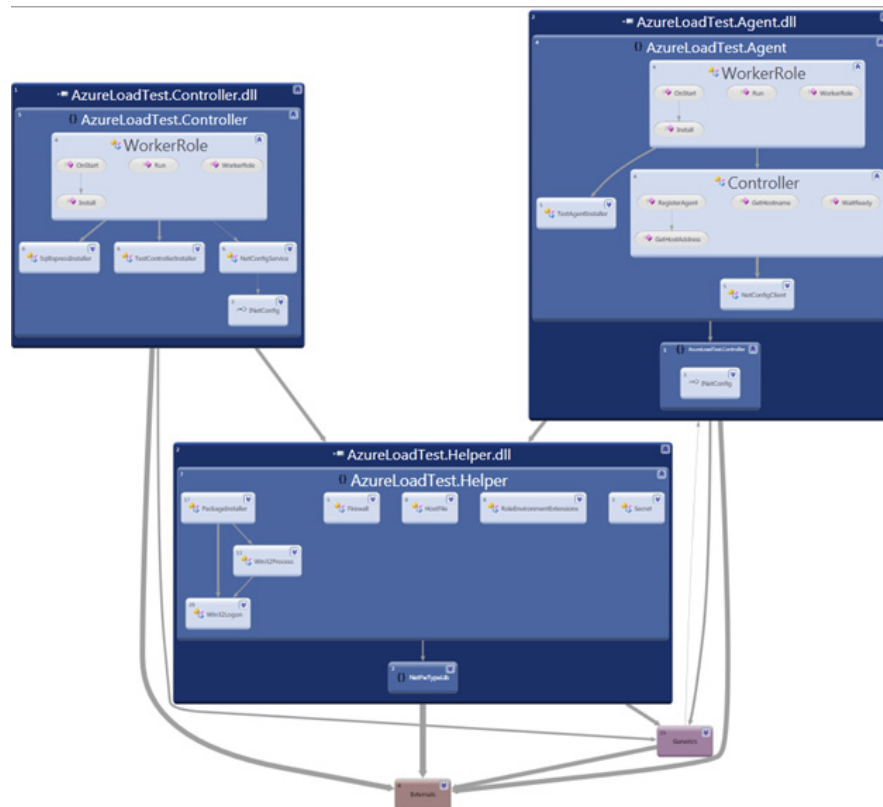 AzureLoadTest.Agent.dll
{} AzureLoadTest.Agent
WorkerRole
OnStart
Run
WorkerRole
Install
AzureLoadTest.Controller.dll
{} AzureLoadTest.Controller
WorkerRole
OnStart
Run
WorkerRole
Install
Controller
RegisterAgent
GetHostname
WaitReady
GetHostAddress
TestAgentInstaller
SqlExpressInstaller
TestControllerInstaller
NetConfigService
INetConfig
NetConfigClient
{} AzureLoadTest.Controller
INetConfig
AzureLoadTest.Helper.dll
{} AzureLoadTest.Helper
PackageInstaller
Firewall
HostFile
RoleEnvironmentExtensions
Secret
Win32Process
Win32Logon
{} NetFwTypeLib
Generics
Externals